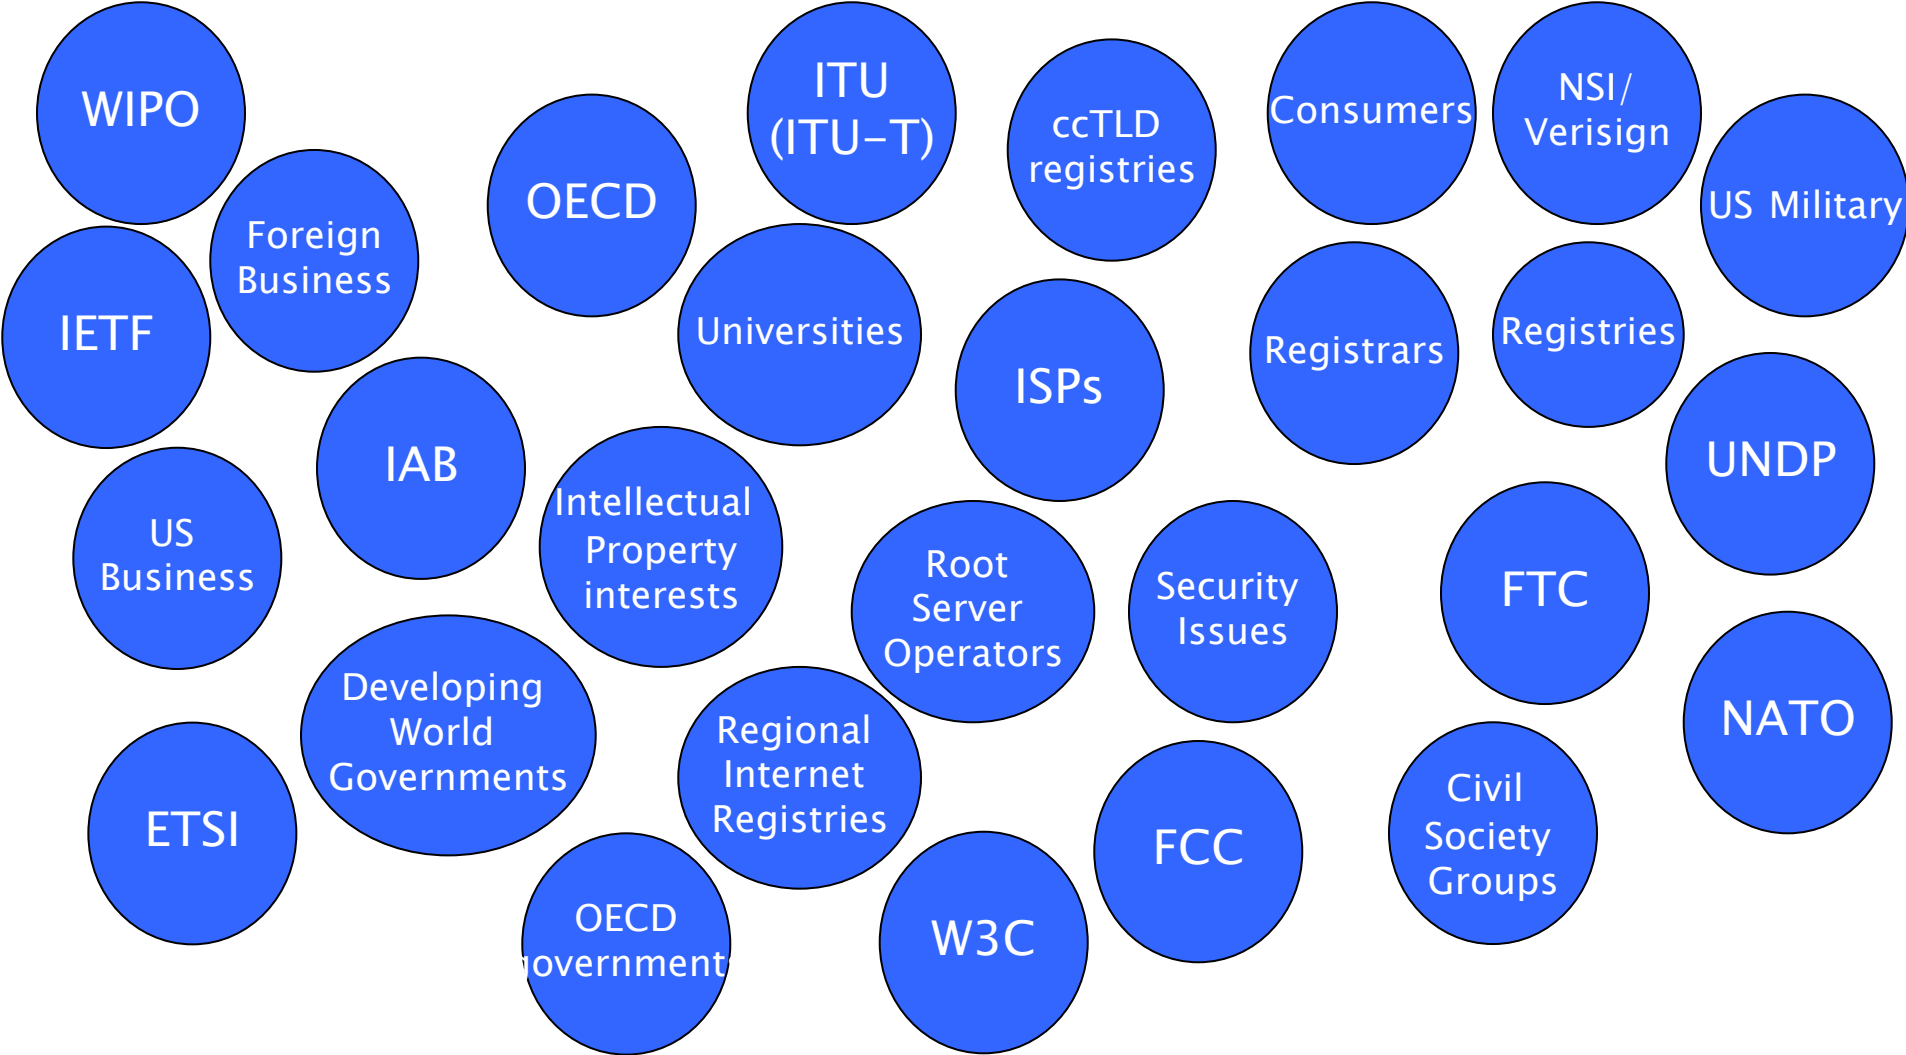 WIPO
ITU
(ITU-T)
ccTLD
registries
Consumers
NSI/
Verisign
US Military
OECD
Foreign
Business
IETF
Universities
ISPs
Registrars
Registries
UNDP
IAB
US
Business
Intellectual
Property
interests
Root
Server
Operators
Security
Issues
FTC
NATO
Developing
World
Governments
Regional
Internet
Registries
ETSI
FCC
Civil
Society
Groups
OECD
governments
W3C